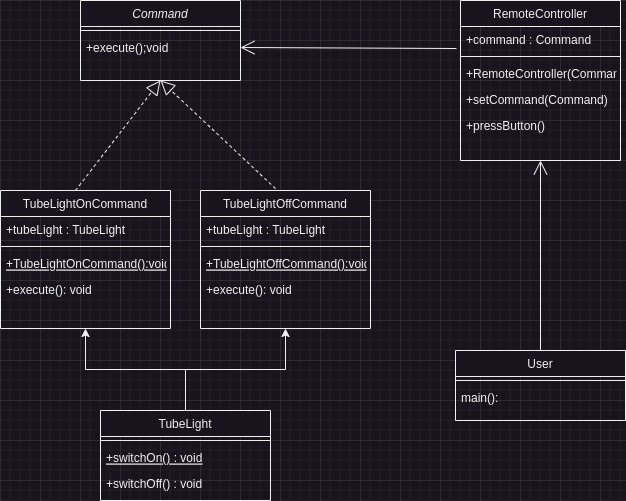 Command
+execute();void
RemoteController
+command : Command
+RemoteController(Comma
+setCommand(Command)
+pressButton()
TubeLightOnCommand
+tubeLight : TubeLight
+TubeLightOnCommand():voi
+execute(): void
TubeLightOffCommand
+tubeLight : TubeLight
+TubeLightOffCommand():voi
+execute(): void
User
main():
TubeLight
+switchOn() : void
+switchOff() : void